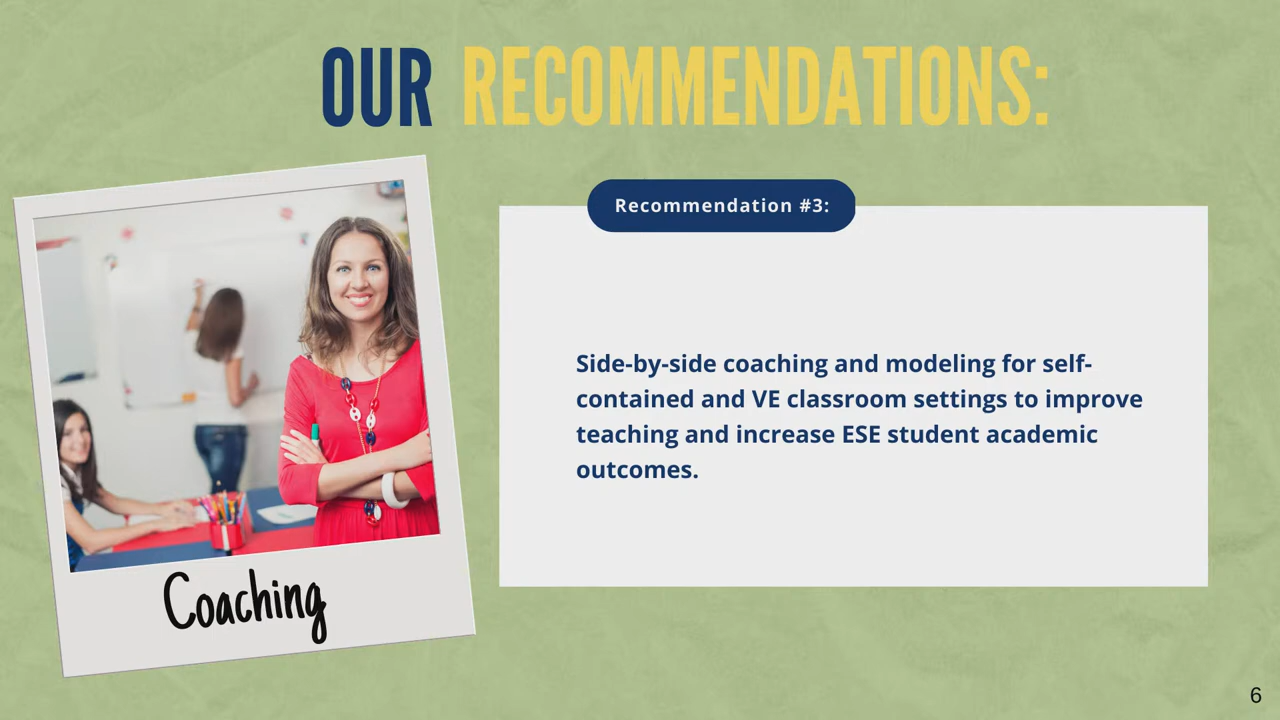 OUR RECOMMENDATIONS:
Recommendation #3:
Side-by-side coaching and modeling for self-
contained and VE classroom settings to improve
teaching and increase ESE student academic
outcomes.
Coaching
6